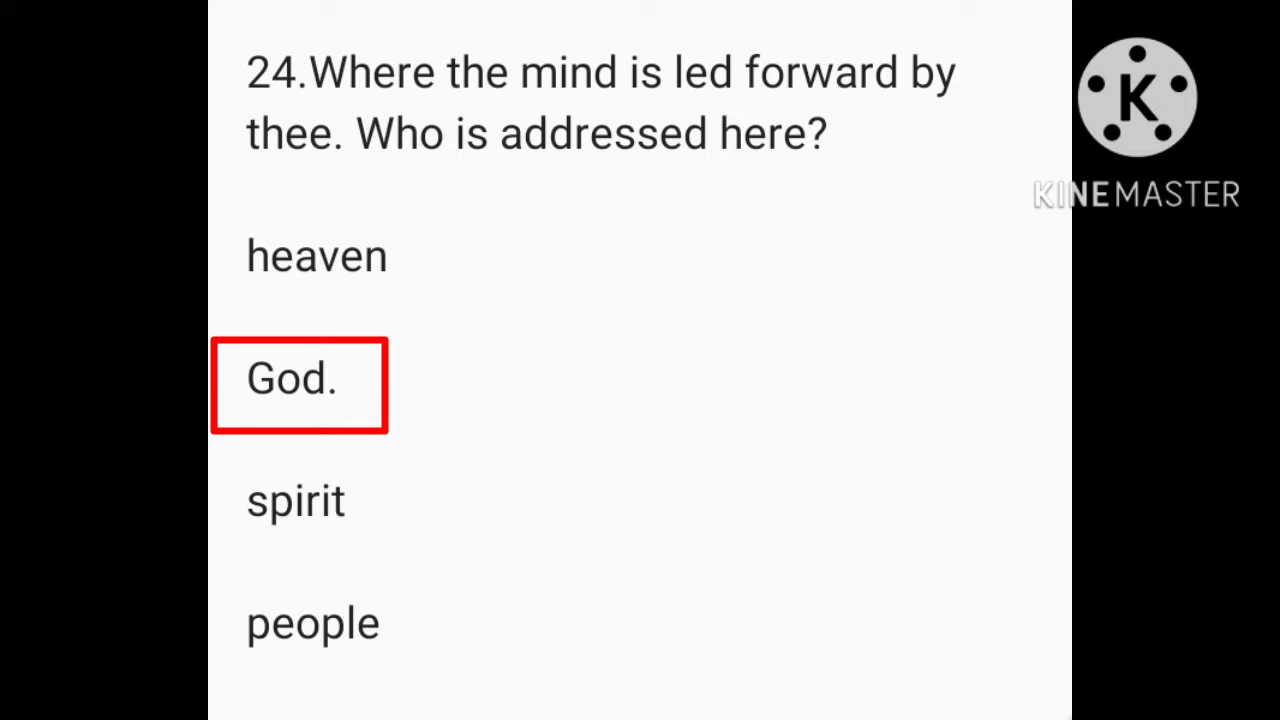 24.Where the mind is led forward by
thee. Who is addressed here?
heaven
God.
spirit
people
K
KINEMASTER